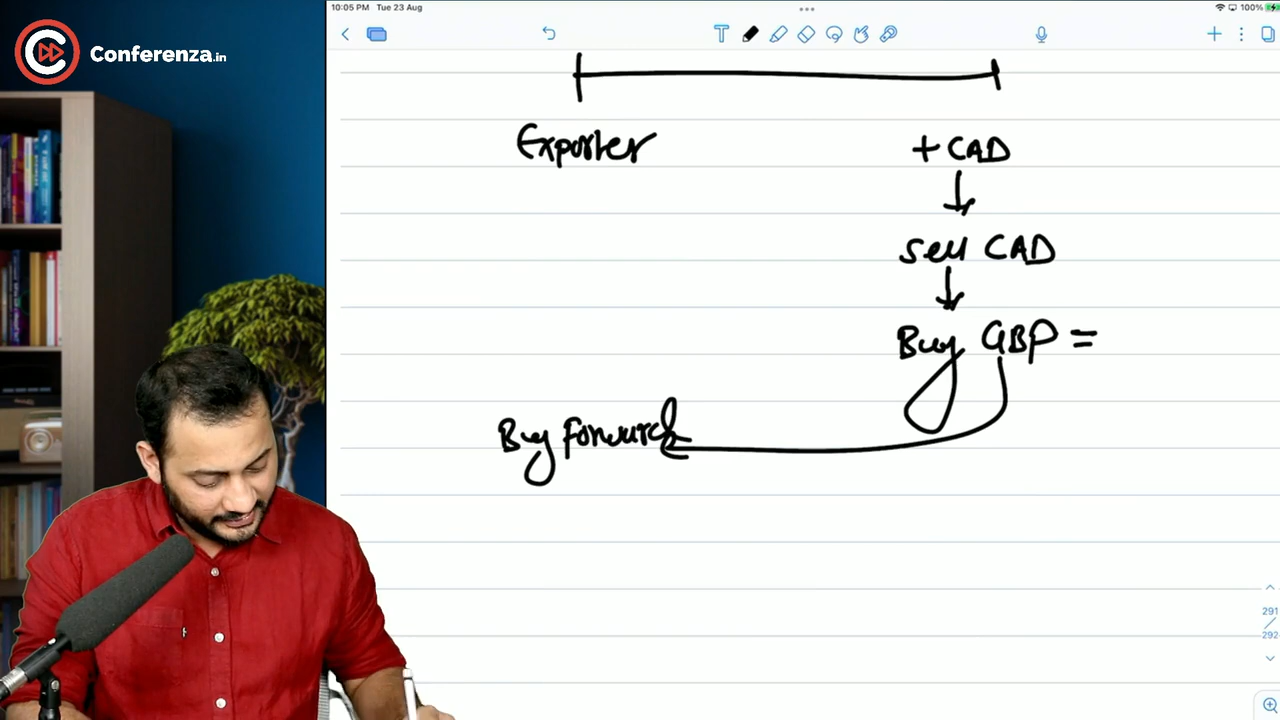 10:05 PM Tue 23 Aug
100%
Conferenza.in
Exporter
+ CAD
Sell CAD
Buy GBP =
Buy Forward
291
292